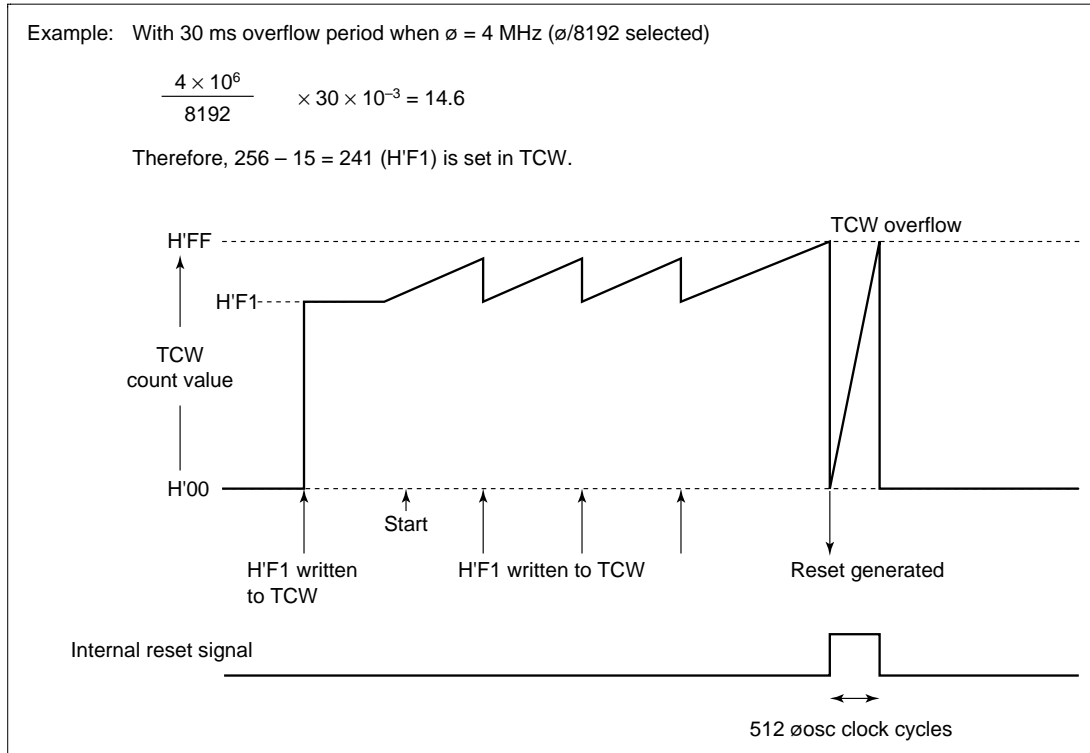 Example: With 30 ms overflow period when ø = 4 MHz (ø/8192 selected)
4 × 10⁶
8192
× 30 × 10⁻³ = 14.6
Therefore, 256 – 15 = 241 (H'F1) is set in TCW.
TCW overflow
H'FF
H'F1
TCW
count value
H'00
Start
H'F1 written
to TCW
H'F1 written to TCW
Reset generated
Internal reset signal
512 øosc clock cycles